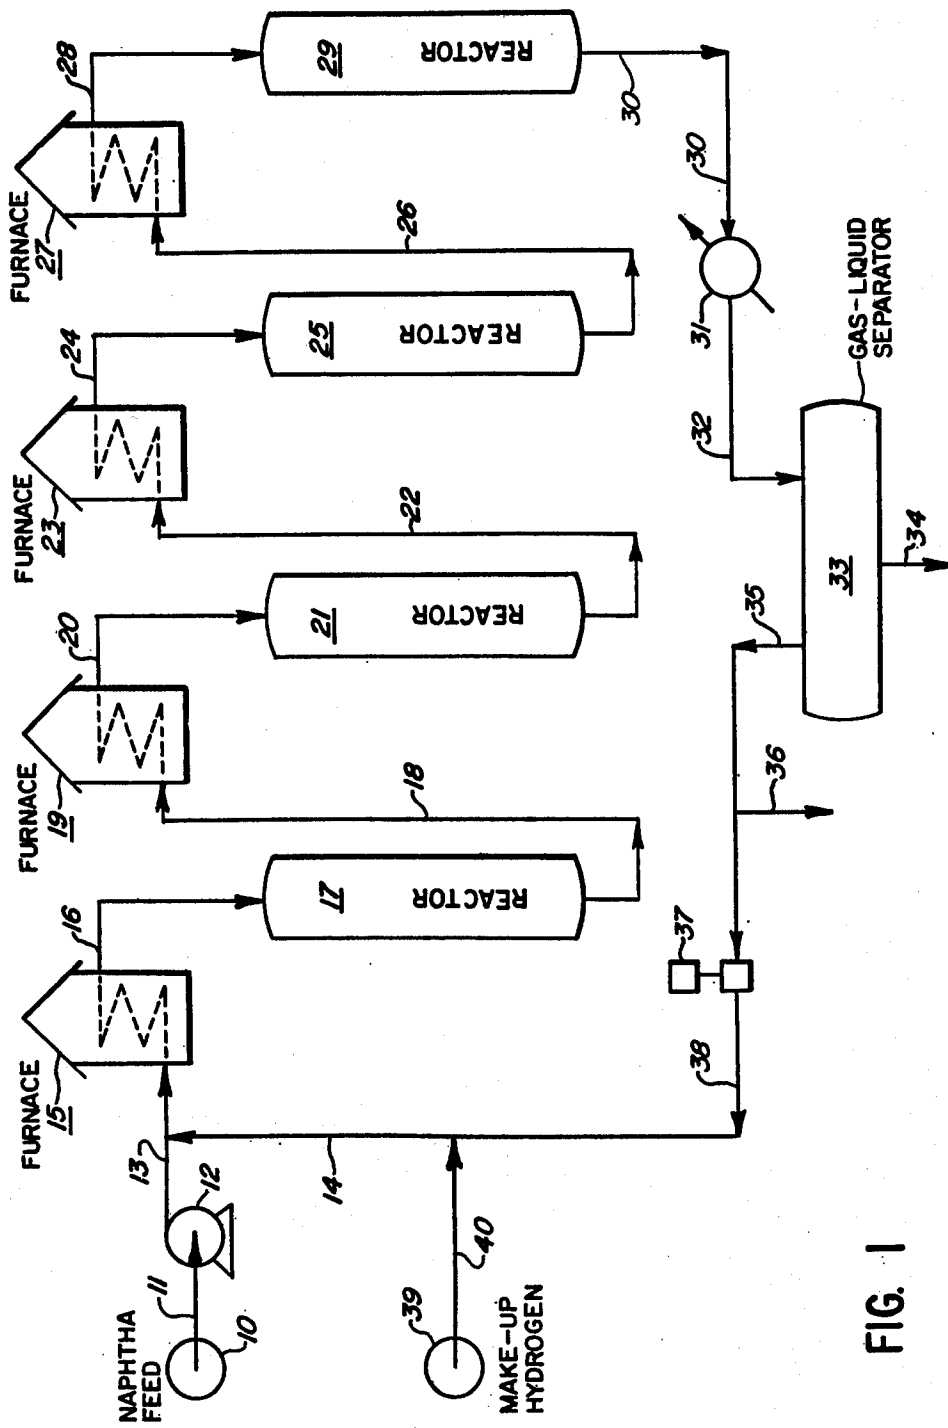 FURNACE
15
16
17
REACTOR
18
FURNACE
19
20
21
REACTOR
22
FURNACE
23
24
25
REACTOR
26
FURNACE
27
28
29
REACTOR
30
30
31
32
33
GAS-LIQUID
SEPARATOR
34
35
36
37
38
NAPHTHA
FEED
10
11
12
13
14
MAKE-UP
HYDROGEN
39
40
FIG. 1